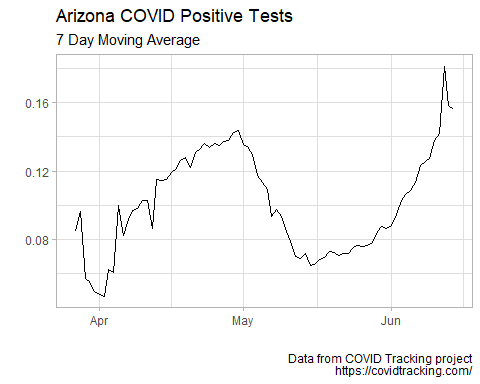 Arizona COVID Positive Tests
7 Day Moving Average
0.16
0.12
0.08
Apr May Jun
Data from COVID Tracking project
https://covidtracking.com/